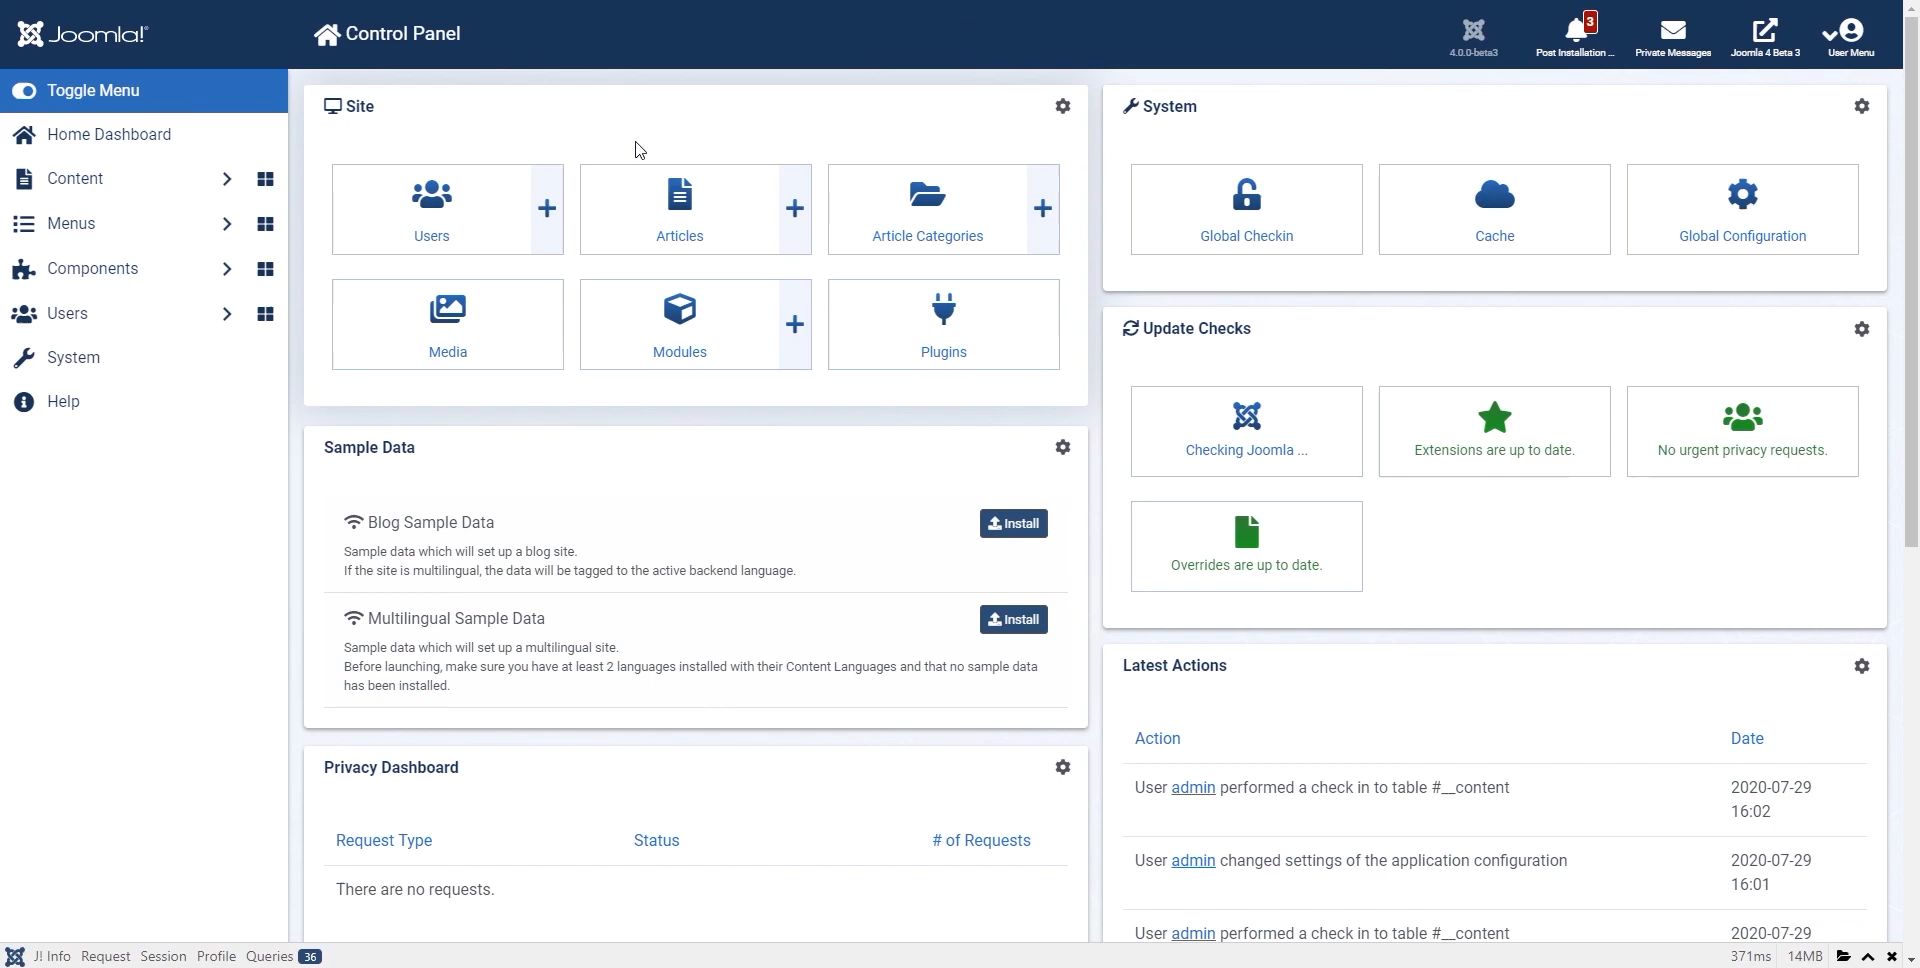 Joomla!
Control Panel
4.0.0-beta3
3
Post Installation ...
Private Messages
Joomla 4 Beta 3
User Menu
Toggle Menu
Home Dashboard
Content
Menus
Components
Users
System
Help
Site
Users
Articles
Article Categories
Media
Modules
Plugins
Sample Data
Blog Sample Data
Install
Sample data which will set up a blog site.
If the site is multilingual, the data will be tagged to the active backend language.
Multilingual Sample Data
Install
Sample data which will set up a multilingual site.
Before launching, make sure you have at least 2 languages installed with their Content Languages and that no sample data
has been installed.
Privacy Dashboard
Request Type Status # of Requests
There are no requests.
System
Global Checkin
Cache
Global Configuration
Update Checks
Checking Joomla ...
Extensions are up to date.
No urgent privacy requests.
Overrides are up to date.
Latest Actions
Action Date
User admin performed a check in to table #__content 2020-07-29
16:02
User admin changed settings of the application configuration 2020-07-29
16:01
User admin performed a check in to table #__content 2020-07-29
J! Info Request Session Profile Queries 36 371ms 14MB